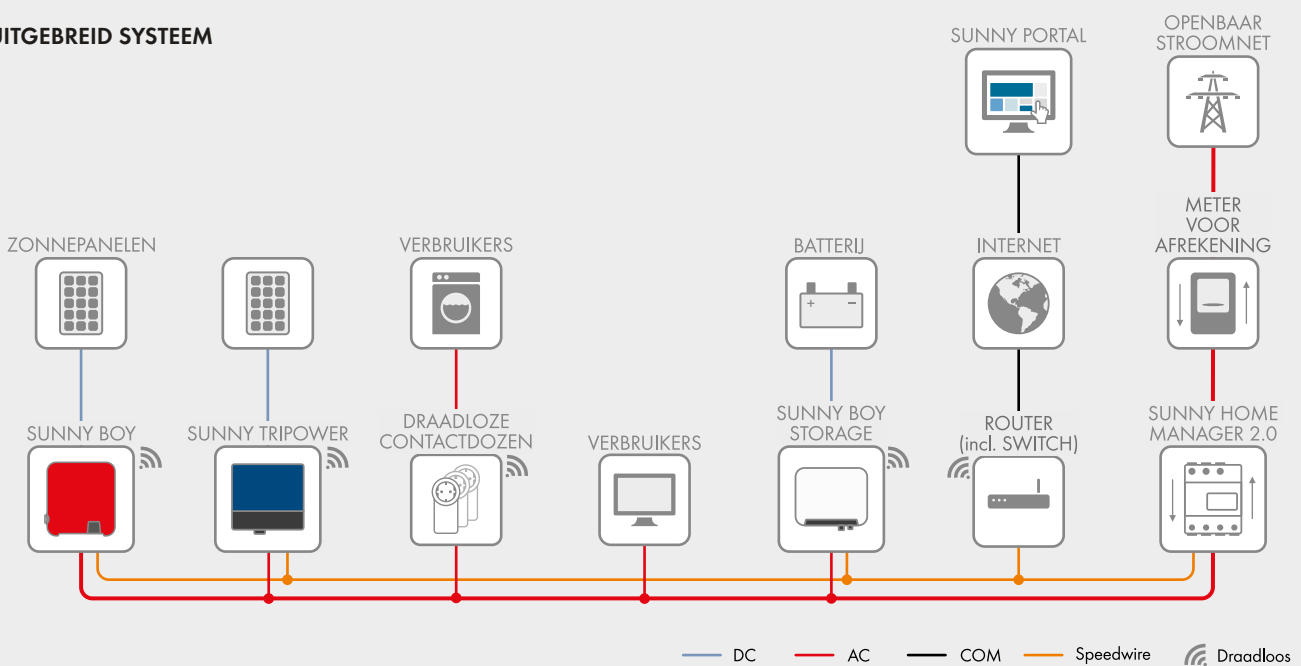 UITGEBREID SYSTEEM
SUNNY PORTAL
OPENBAAR
STROOMNET
ZONNEPANELEN
VERBRUIKERS
BATTERIJ
INTERNET
METER
VOOR
AFREKENING
SUNNY BOY
SUNNY TRIPOWER
DRAADLOZE
CONTACTDOZEN
VERBRUIKERS
SUNNY BOY
STORAGE
ROUTER
(incl. SWITCH)
SUNNY HOME
MANAGER 2.0
DC
AC
COM
Speedwire
Draadloos